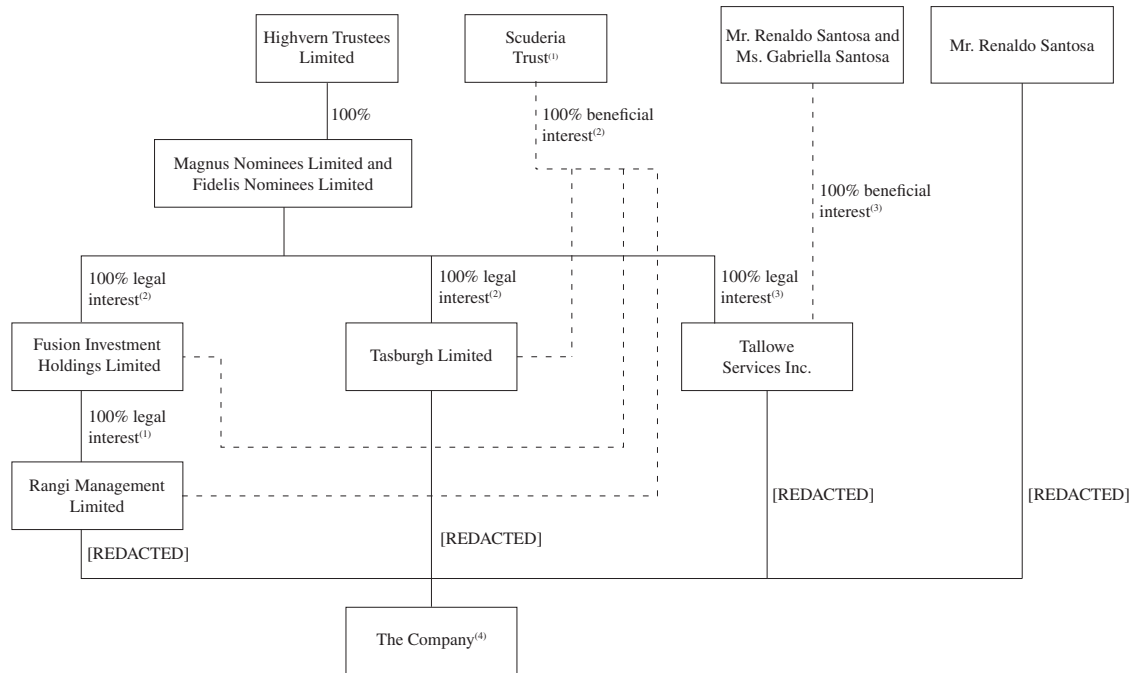 Highvern Trustees
Limited
Scuderia
Trust(1)
Mr. Renaldo Santosa and
Ms. Gabriella Santosa
Mr. Renaldo Santosa
100%
100% beneficial
interest(2)
Magnus Nominees Limited and
Fidelis Nominees Limited
100% beneficial
interest(3)
100% legal
interest(2)
100% legal
interest(2)
100% legal
interest(3)
Fusion Investment
Holdings Limited
Tasburgh Limited
Tallowe
Services Inc.
100% legal
interest(1)
Rangi Management
Limited
[REDACTED]
[REDACTED]
[REDACTED]
[REDACTED]
The Company(4)